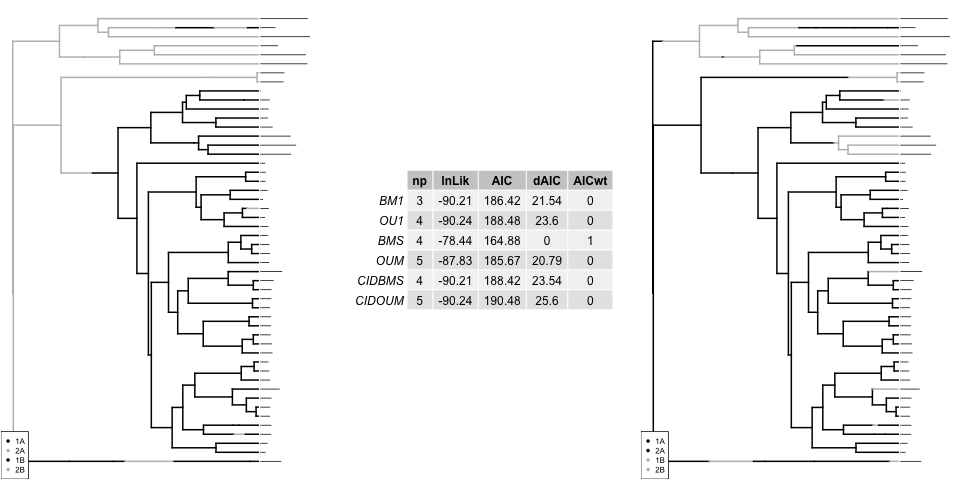 np lnLik AIC dAIC AICwt
BM1 3 -90.21 186.42 21.54 0
OU1 4 -90.24 188.48 23.6 0
BMS 4 -78.44 164.88 0 1
OUM 5 -87.83 185.67 20.79 0
CIDBMS 4 -90.21 188.42 23.54 0
CIDOUM 5 -90.24 190.48 25.6 0
1A
2A
1B
2B
1A
2A
1B
2B